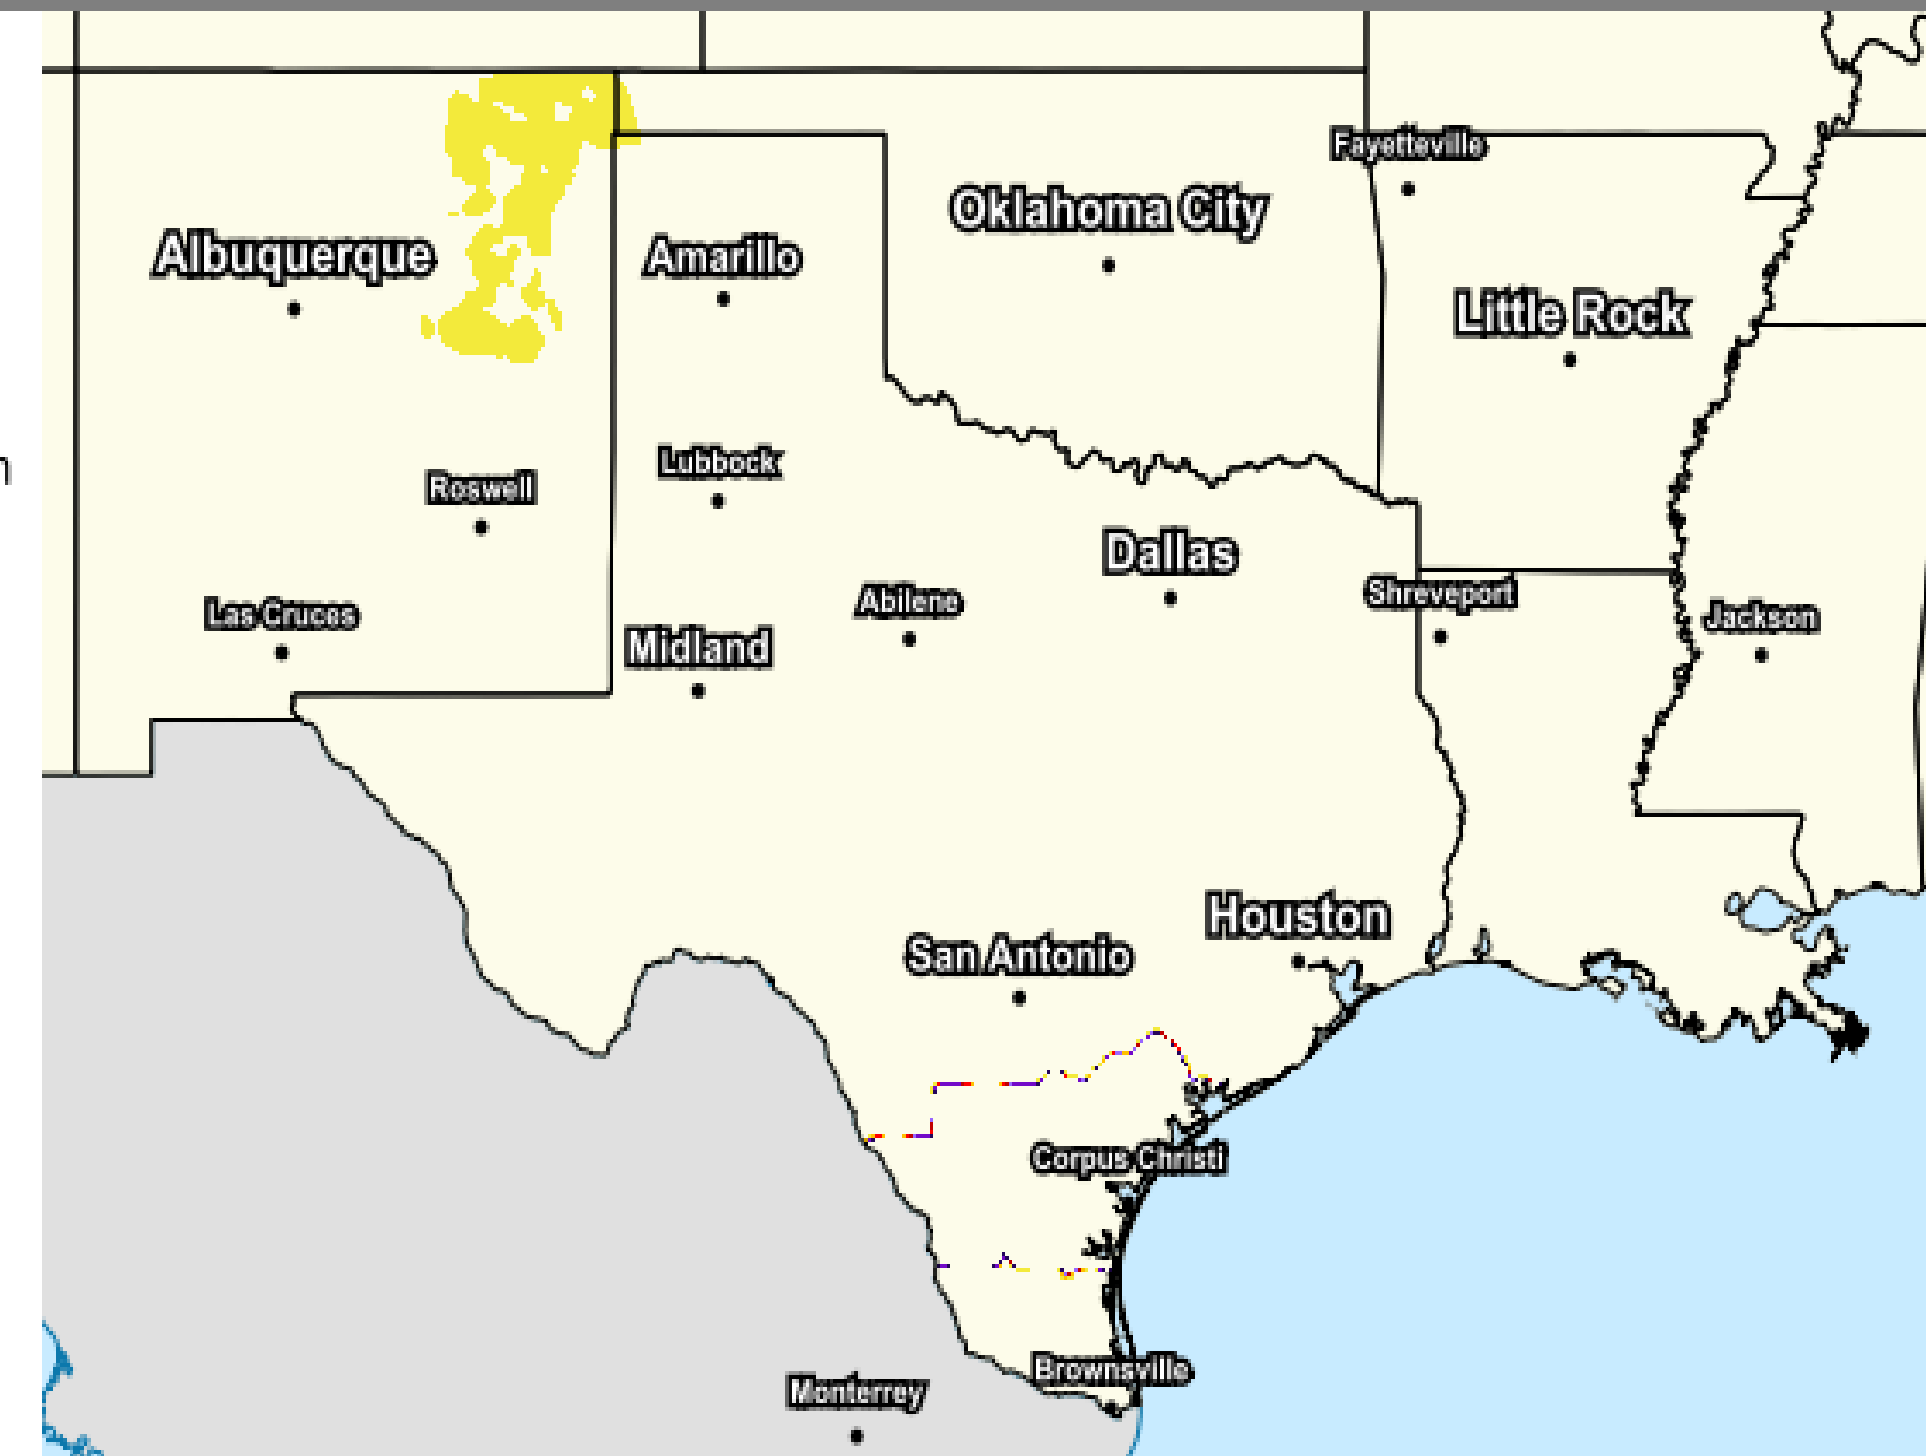 Fayetteville
Oklahoma City
Albuquerque
Amarillo
Little Rock
Lubbock
n
Roswell
Dallas
Abilene
Shreveport
Las Cruces
Jackson
Midland
Houston
San Antonio
Corpus Christi
Brownsville
Monterrey